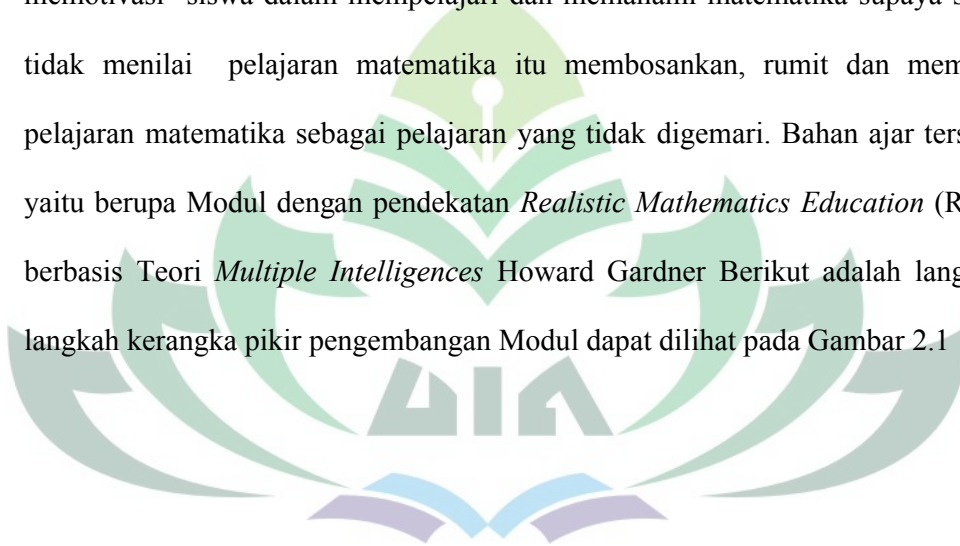 memotivasi siswa dalam mempelajari dan memahami matematika supaya s
tidak menilai pelajaran matematika itu membosankan, rumit dan mem
pelajaran matematika sebagai pelajaran yang tidak digemari. Bahan ajar ters
yaitu berupa Modul dengan pendekatan Realistic Mathematics Education (R
berbasis Teori Multiple Intelligences Howard Gardner Berikut adalah lang
langkah kerangka pikir pengembangan Modul dapat dilihat pada Gambar 2.1
UIN